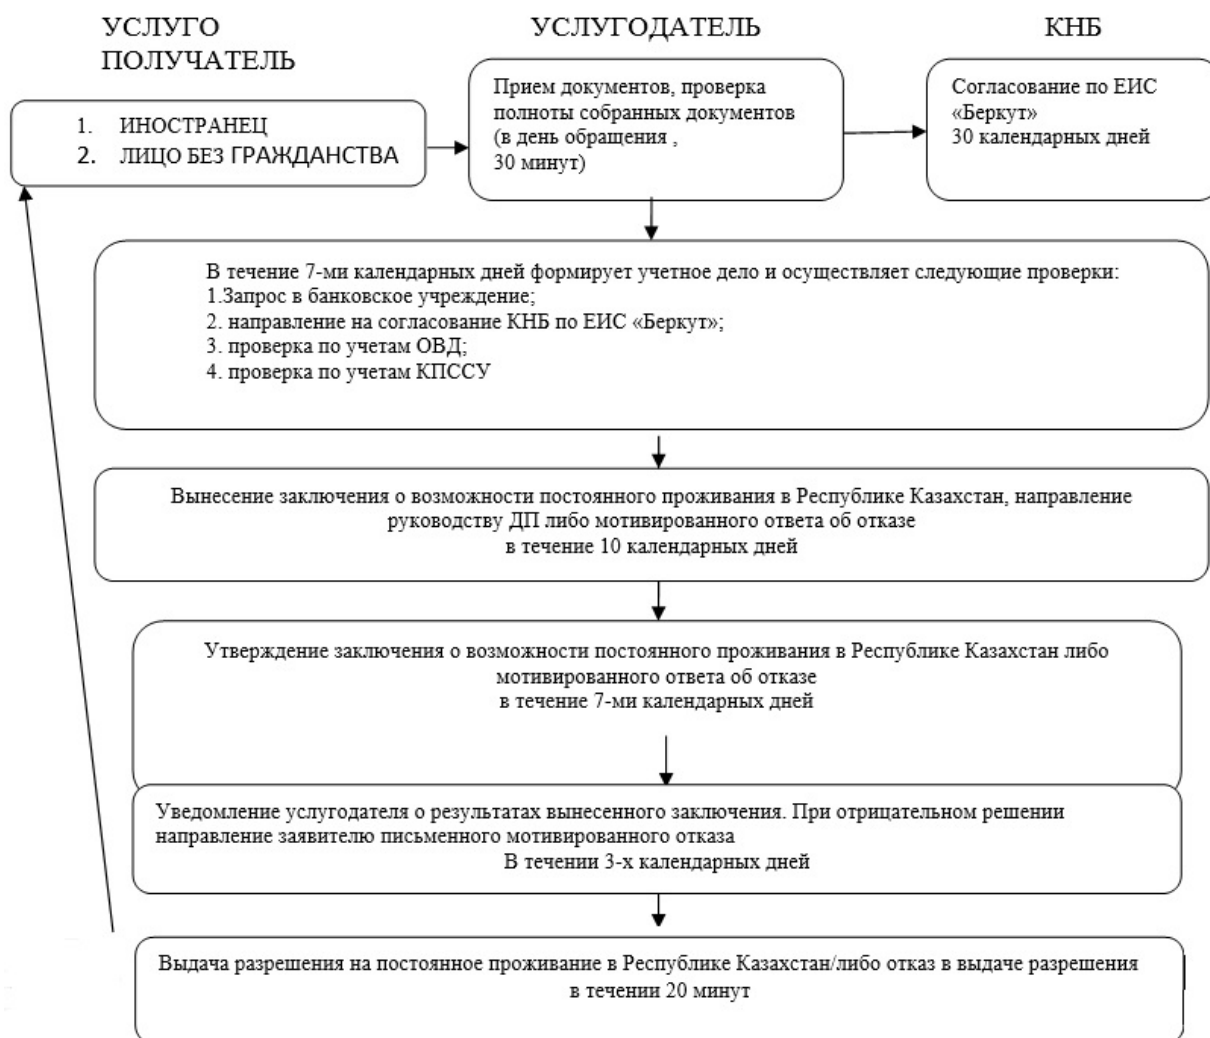 УСЛУГО
ПОЛУЧАТЕЛЬ
УСЛУГОДАТЕЛЬ
КНБ
1. ИНОСТРАНЕЦ
2. ЛИЦО БЕЗ ГРАЖДАНСТВА
Прием документов, проверка
полноты собранных документов
(в день обращения ,
30 минут)
Согласование по ЕИС
«Беркут»
30 календарных дней
В течение 7-ми календарных дней формирует учетное дело и осуществляет следующие проверки:
1.Запрос в банковское учреждение;
2. направление на согласование КНБ по ЕИС «Беркут»;
3. проверка по учетам ОВД;
4. проверка по учетам КПССУ
Вынесение заключения о возможности постоянного проживания в Республике Казахстан, направление
руководству ДП либо мотивированного ответа об отказе
в течение 10 календарных дней
Утверждение заключения о возможности постоянного проживания в Республике Казахстан либо
мотивированного ответа об отказе
в течение 7-ми календарных дней
Уведомление услугодателя о результатах вынесенного заключения. При отрицательном решении
направление заявителю письменного мотивированного отказа
В течении 3-х календарных дней
Выдача разрешения на постоянное проживание в Республике Казахстан/либо отказ в выдаче разрешения
в течении 20 минут